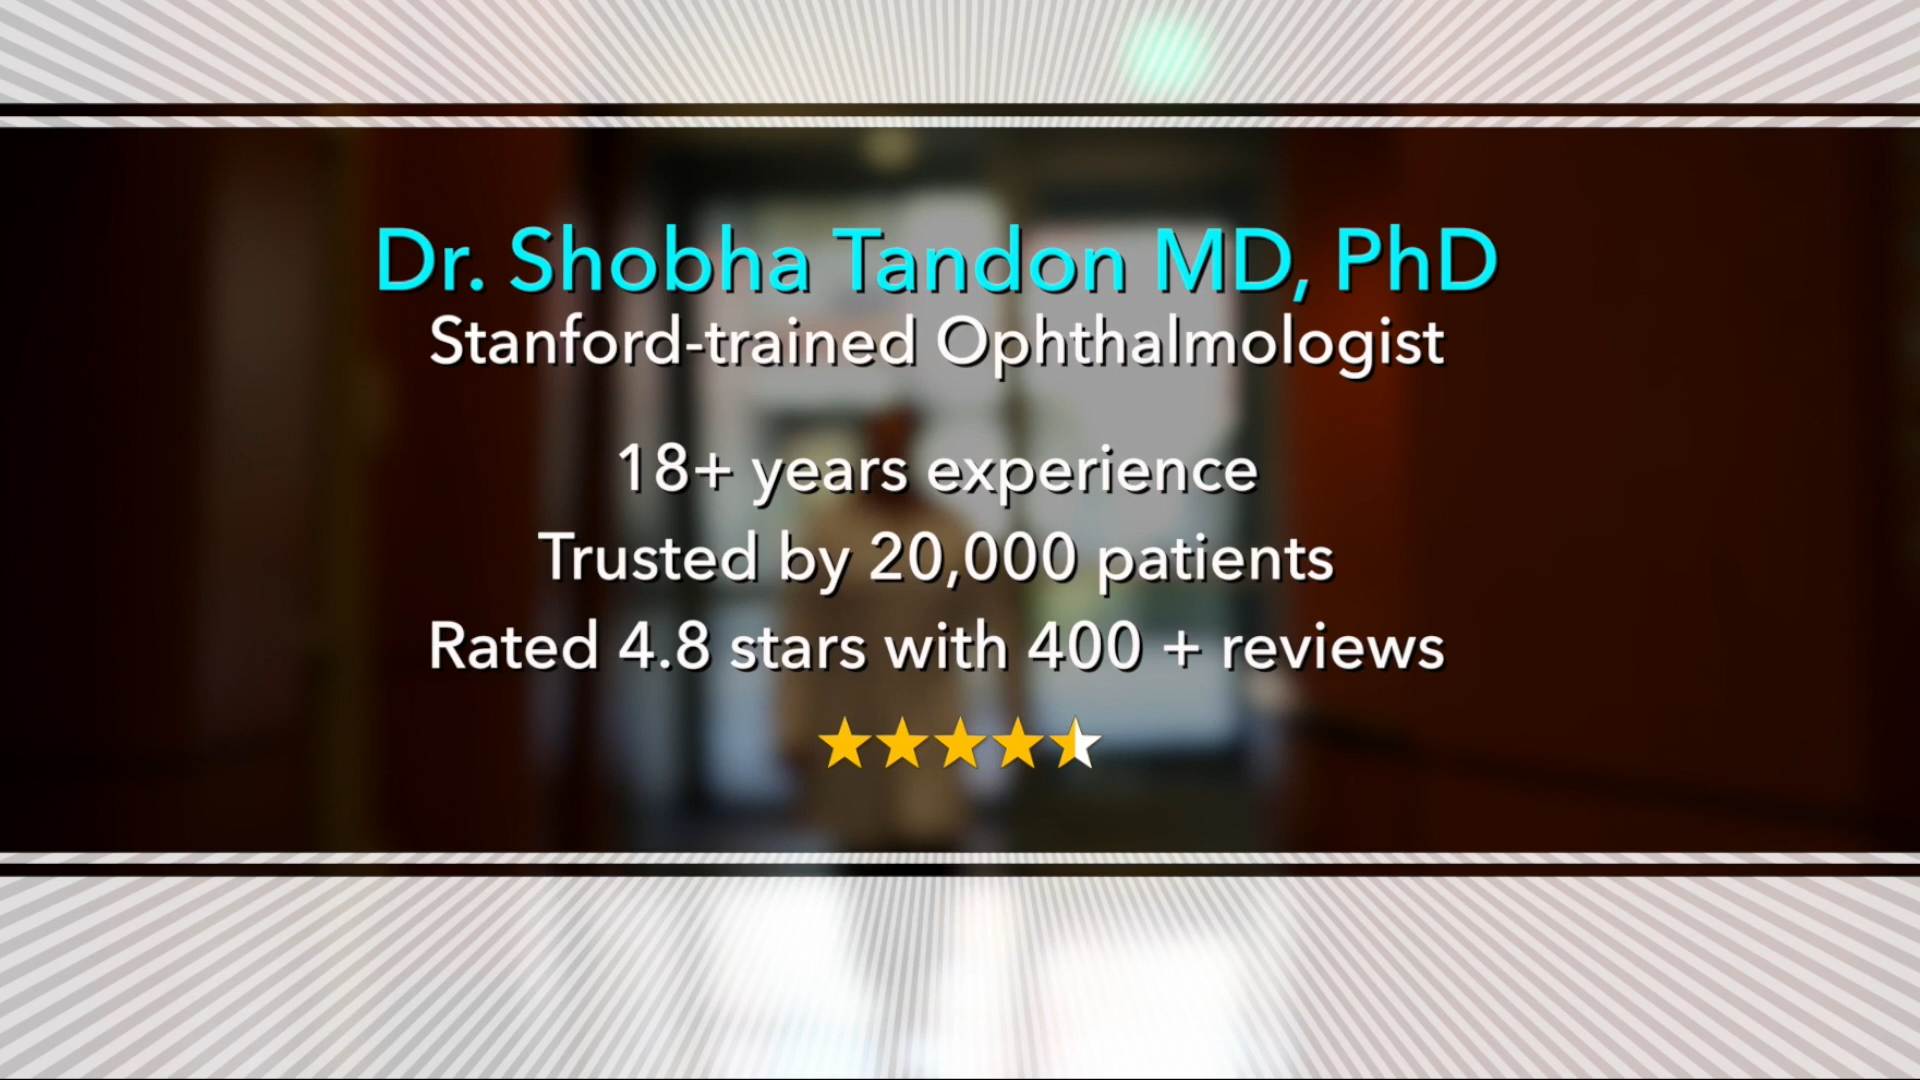 Dr. Shobha Tandon MD, PhD
Stanford-trained Ophthalmologist
18+ years experience
Trusted by 20,000 patients
Rated 4.8 stars with 400 + reviews